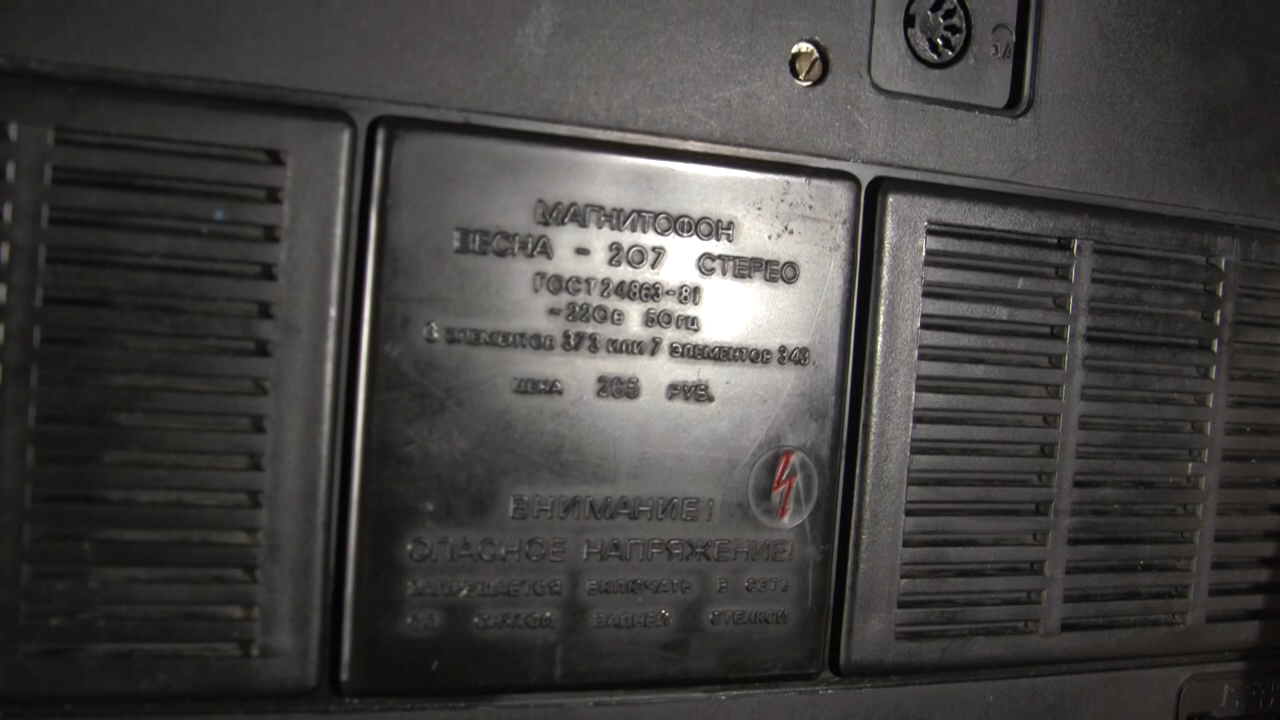 МАГНИТОФОН
ВЕСНА - 207 СТЕРЕО
ГОСТ 24863-81
~220В 50ГЦ
8 ЭЛЕМЕНТОВ 373 ИЛИ 7 ЭЛЕМЕНТОВ 343.
ЦЕНА 265 РУБ.
ВНИМАНИЕ!
ОПАСНОЕ НАПРЯЖЕНИЕ!
ЗАПРЕЩАЕТСЯ ВКЛЮЧАТЬ В СЕТЬ
СО СНЯТОЙ ЗАДНЕЙ СТЕНКОЙ